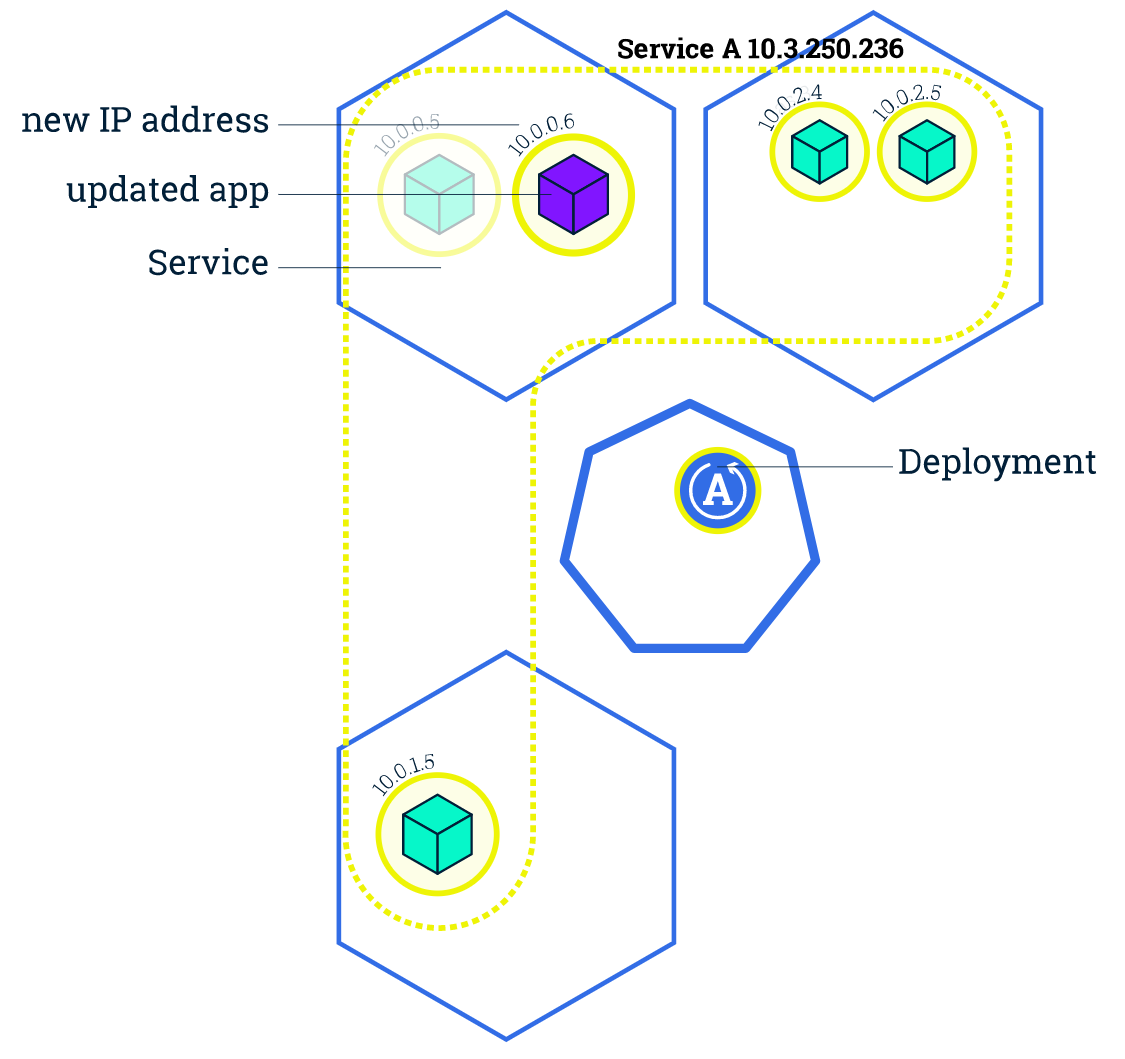 Service A 10.3.250.236
new IP address
10.0.0.5
10.0.0.6
10.0.2.4
10.0.2.5
updated app
Service
A
Deployment
10.0.1.5